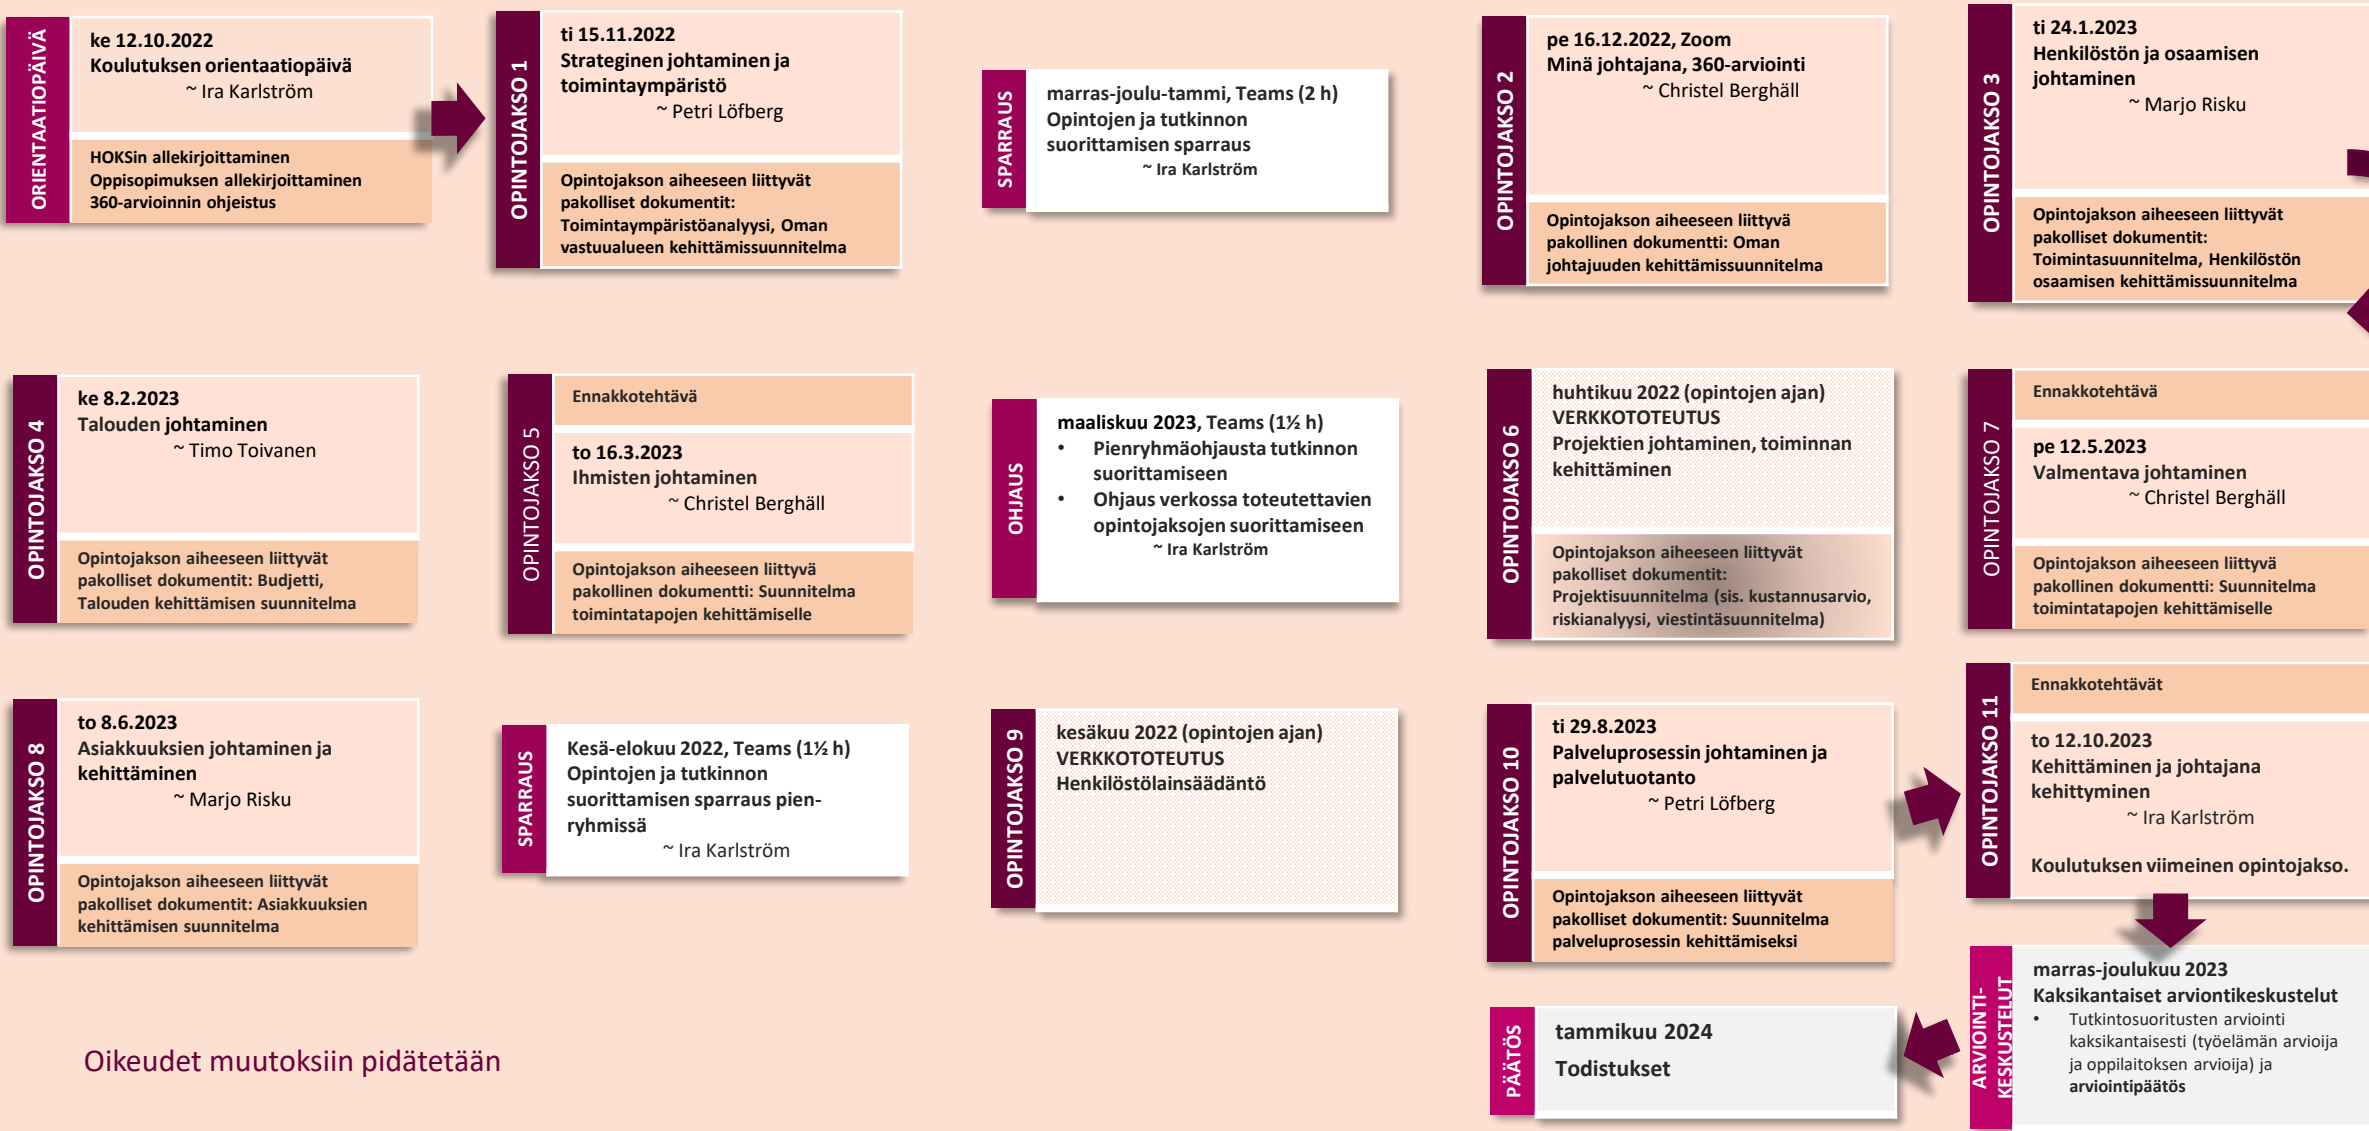 ORIENTAATIOPÄIVÄ
ke 12.10.2022
Koulutuksen orientaatiopäivä
~ Ira Karlström
HOKSin allekirjoittaminen
Oppisopimuksen allekirjoittaminen
360-arvioinnin ohjeistus
OPINTOJAKSO 1
ti 15.11.2022
Strateginen johtaminen ja
toimintaympäristö
~ Petri Löfberg
Opintojakson aiheeseen liittyvät
pakolliset dokumentit:
Toimintaympäristöanalyysi, Oman
vastuualueen kehittämissuunnitelma
SPARRAUS
marras-joulu-tammi, Teams (2 h)
Opintojen ja tutkinnon
suorittamisen sparraus
~ Ira Karlström
OPINTOJAKSO 2
pe 16.12.2022, Zoom
Minä johtajana, 360-arviointi
~ Christel Berghäll
Opintojakson aiheeseen liittyvä
pakollinen dokumentti: Oman
johtajuuden kehittämissuunnitelma
OPINTOJAKSO 3
ti 24.1.2023
Henkilöstön ja osaamisen
johtaminen
~ Marjo Risku
Opintojakson aiheeseen liittyvät
pakolliset dokumentit:
Toimintasuunnitelma, Henkilöstön
osaamisen kehittämissuunnitelma
OPINTOJAKSO 4
ke 8.2.2023
Talouden johtaminen
~ Timo Toivanen
Opintojakson aiheeseen liittyvät
pakolliset dokumentit: Budjetti,
Talouden kehittämisen suunnitelma
OPINTOJAKSO 5
Ennakkotehtävä
to 16.3.2023
Ihmisten johtaminen
~ Christel Berghäll
Opintojakson aiheeseen liittyvä
pakollinen dokumentti: Suunnitelma
toimintatapojen kehittämiselle
OHJAUS
maaliskuu 2023, Teams (1½ h)
• Pienryhmäohjausta tutkinnon
suorittamiseen
• Ohjaus verkossa toteutettavien
opintojaksojen suorittamiseen
~ Ira Karlström
OPINTOJAKSO 6
huhtikuu 2022 (opintojen ajan)
VERKKOTOTEUTUS
Projektien johtaminen, toiminnan
kehittäminen
Opintojakson aiheeseen liittyvät
pakolliset dokumentit:
Projektisuunnitelma (sis. kustannusarvio,
riskianalyysi, viestintäsuunnitelma)
OPINTOJAKSO 7
Ennakkotehtävä
pe 12.5.2023
Valmentava johtaminen
~ Christel Berghäll
Opintojakson aiheeseen liittyvä
pakollinen dokumentti: Suunnitelma
toimintatapojen kehittämiselle
OPINTOJAKSO 8
to 8.6.2023
Asiakkuuksien johtaminen ja
kehittäminen
~ Marjo Risku
Opintojakson aiheeseen liittyvät
pakolliset dokumentit: Asiakkuuksien
kehittämisen suunnitelma
SPARRAUS
Kesä-elokuu 2022, Teams (1½ h)
Opintojen ja tutkinnon
suorittamisen sparraus pien-
ryhmissä
~ Ira Karlström
OPINTOJAKSO 9
kesäkuu 2022 (opintojen ajan)
VERKKOTOTEUTUS
Henkilöstölainsäädäntö
OPINTOJAKSO 10
ti 29.8.2023
Palveluprosessin johtaminen ja
palvelutuotanto
~ Petri Löfberg
Opintojakson aiheeseen liittyvät
pakolliset dokumentit: Suunnitelma
palveluprosessin kehittämiseksi
OPINTOJAKSO 11
Ennakkotehtävät
to 12.10.2023
Kehittäminen ja johtajana
kehittyminen
~ Ira Karlström
Koulutuksen viimeinen opintojakso.
ARVIOINTI-
KESKUSTELUT
marras-joulukuu 2023
Kaksikantaiset arviontikeskustelut
• Tutkintosuoritusten arviointi
kaksikantaisesti (työelämän arvioija
ja oppilaitoksen arvioija) ja
arviointipäätös
PÄÄTÖS
tammikuu 2024
Todistukset
Oikeudet muutoksiin pidätetään